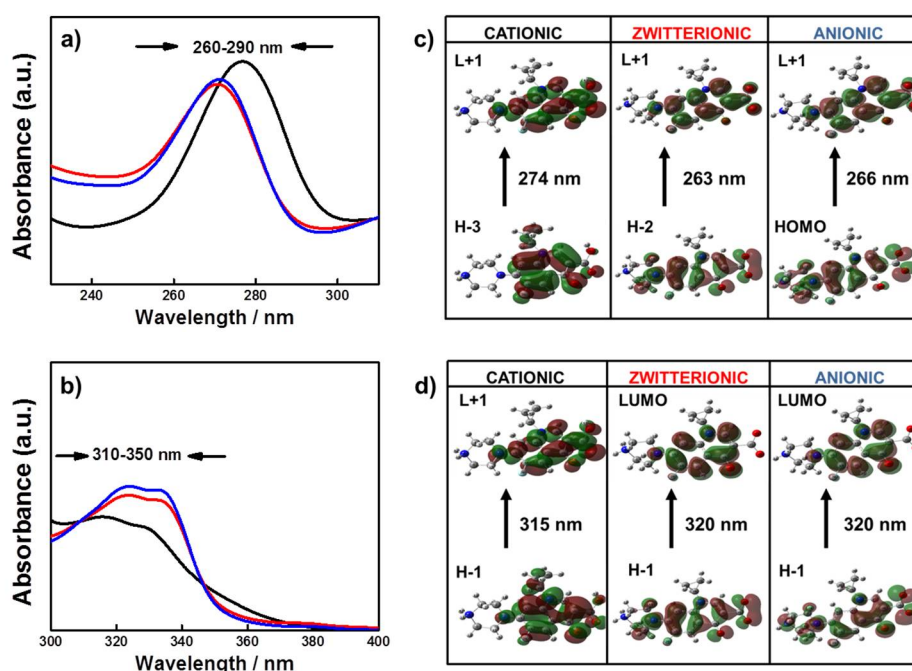 a)
260-290 nm
Absorbance (a.u.)
240 260 280 300
Wavelength / nm
b)
310-350 nm
Absorbance (a.u.)
300 320 340 360 380 400
Wavelength / nm
c)
CATIONIC ZWITTERIONIC ANIONIC
L+1 L+1 L+1
274 nm 263 nm 266 nm
H-3 H-2 HOMO
d)
CATIONIC ZWITTERIONIC ANIONIC
L+1 LUMO LUMO
315 nm 320 nm 320 nm
H-1 H-1 H-1